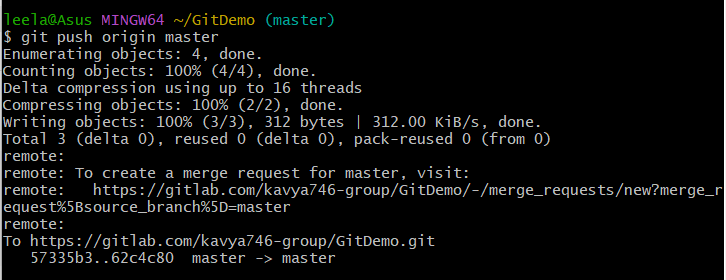 leela@Asus MINGW64 ~/GitDemo (master)
$ git push origin master
Enumerating objects: 4, done.
Counting objects: 100% (4/4), done.
Delta compression using up to 16 threads
Compressing objects: 100% (2/2), done.
Writing objects: 100% (3/3), 312 bytes | 312.00 KiB/s, done.
Total 3 (delta 0), reused 0 (delta 0), pack-reused 0 (from 0)
remote:
remote: To create a merge request for master, visit:
remote:   https://gitlab.com/kavya746-group/GitDemo/-/merge_requests/new?merge_r
equest%5Bsource_branch%5D=master
remote:
To https://gitlab.com/kavya746-group/GitDemo.git
   57335b3..62c4c80  master -> master